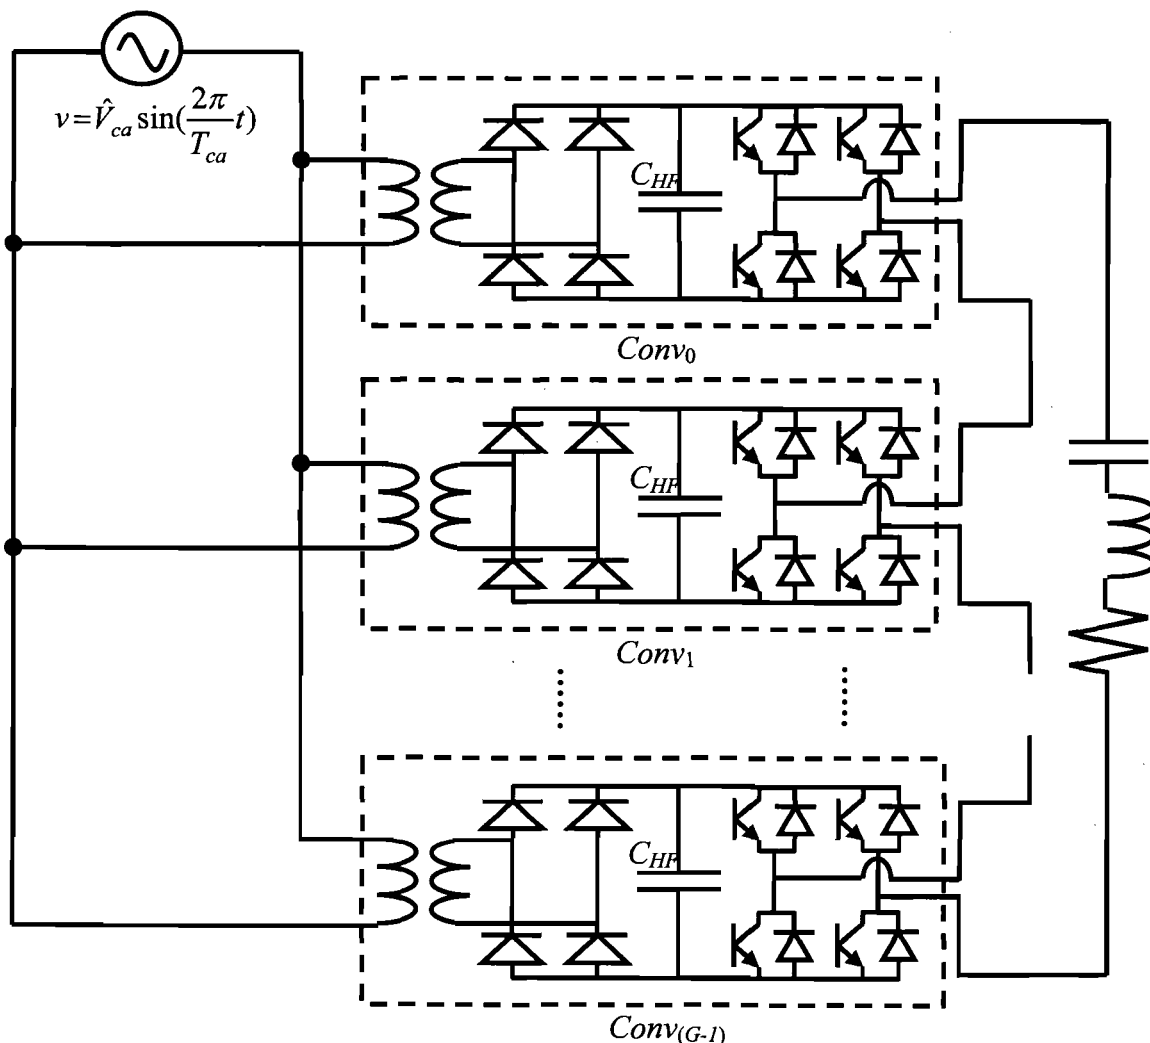 v=V̂ca sin(2π/Tca t)
CHF
Conv0
CHF
Conv1
CHF
Conv(G-1)